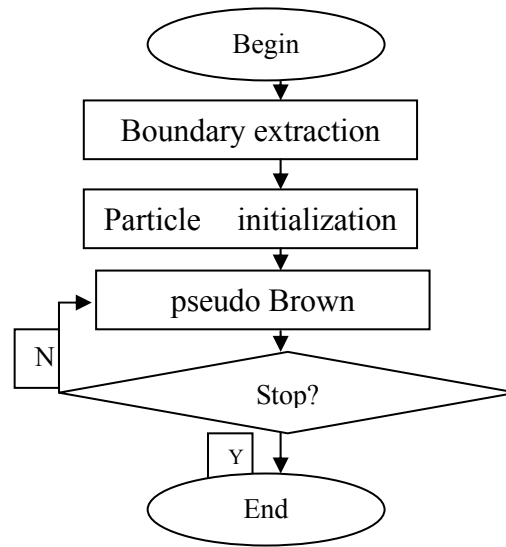 Begin
Boundary extraction
Particle initialization
pseudo Brown
N
Stop?
Y
End